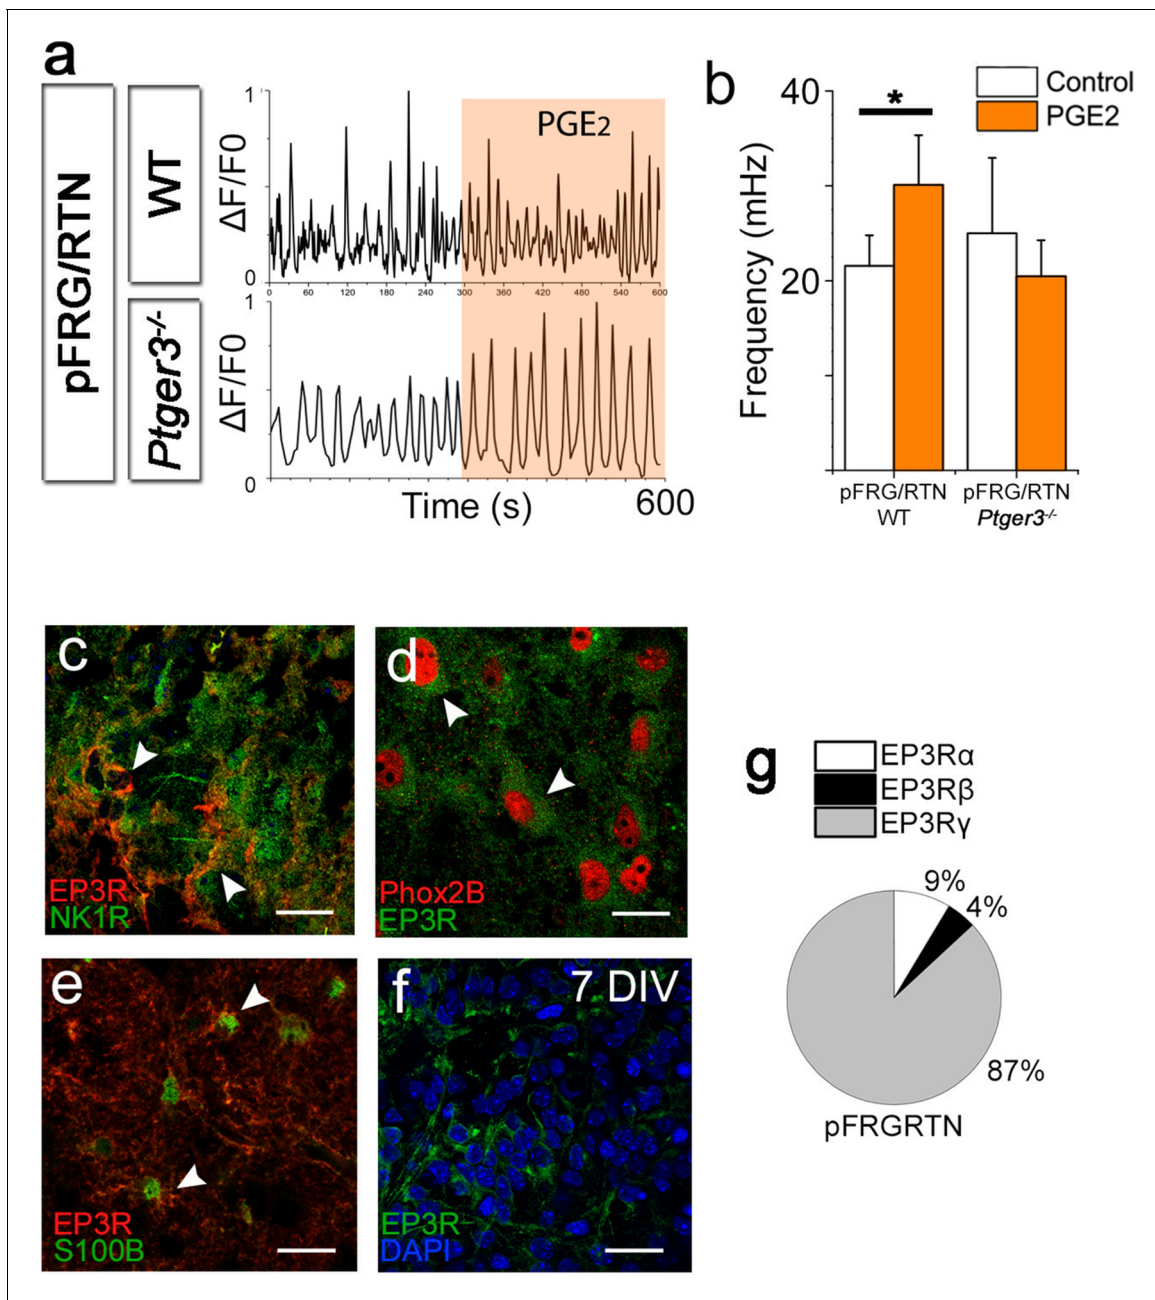 a
pFRG/RTN
WT
Ptger3-/-
ΔF/F0
1
0
PGE2
0 60 120 180 240 300 360 420 480 540 600
ΔF/F0
1
0
Time (s)
600
b
Control
PGE2
*
Frequency (mHz)
40
20
pFRG/RTN
WT
pFRG/RTN
Ptger3-/-
c
EP3R
NK1R
d
Phox2B
EP3R
e
EP3R
S100B
f
7 DIV
EP3R
DAPI
g
EP3Rα
EP3Rβ
EP3Rγ
9%
4%
87%
pFRGRTN